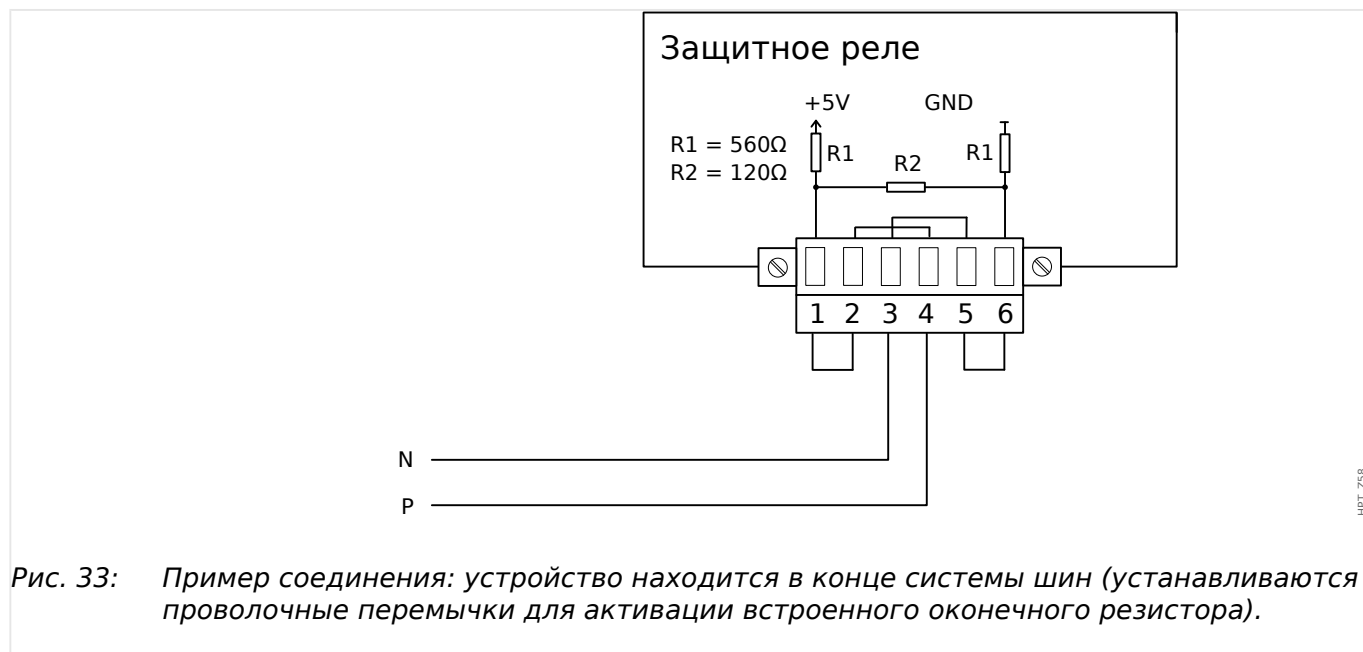 Защитное реле
+5V GND
R1 = 560Ω
R2 = 120Ω
R1 R2 R1
1 2 3 4 5 6
N
P
HPT_Z58
Рис. 33: Пример соединения: устройство находится в конце системы шин (устанавливаются
проволочные перемычки для активации встроенного оконечного резистора).